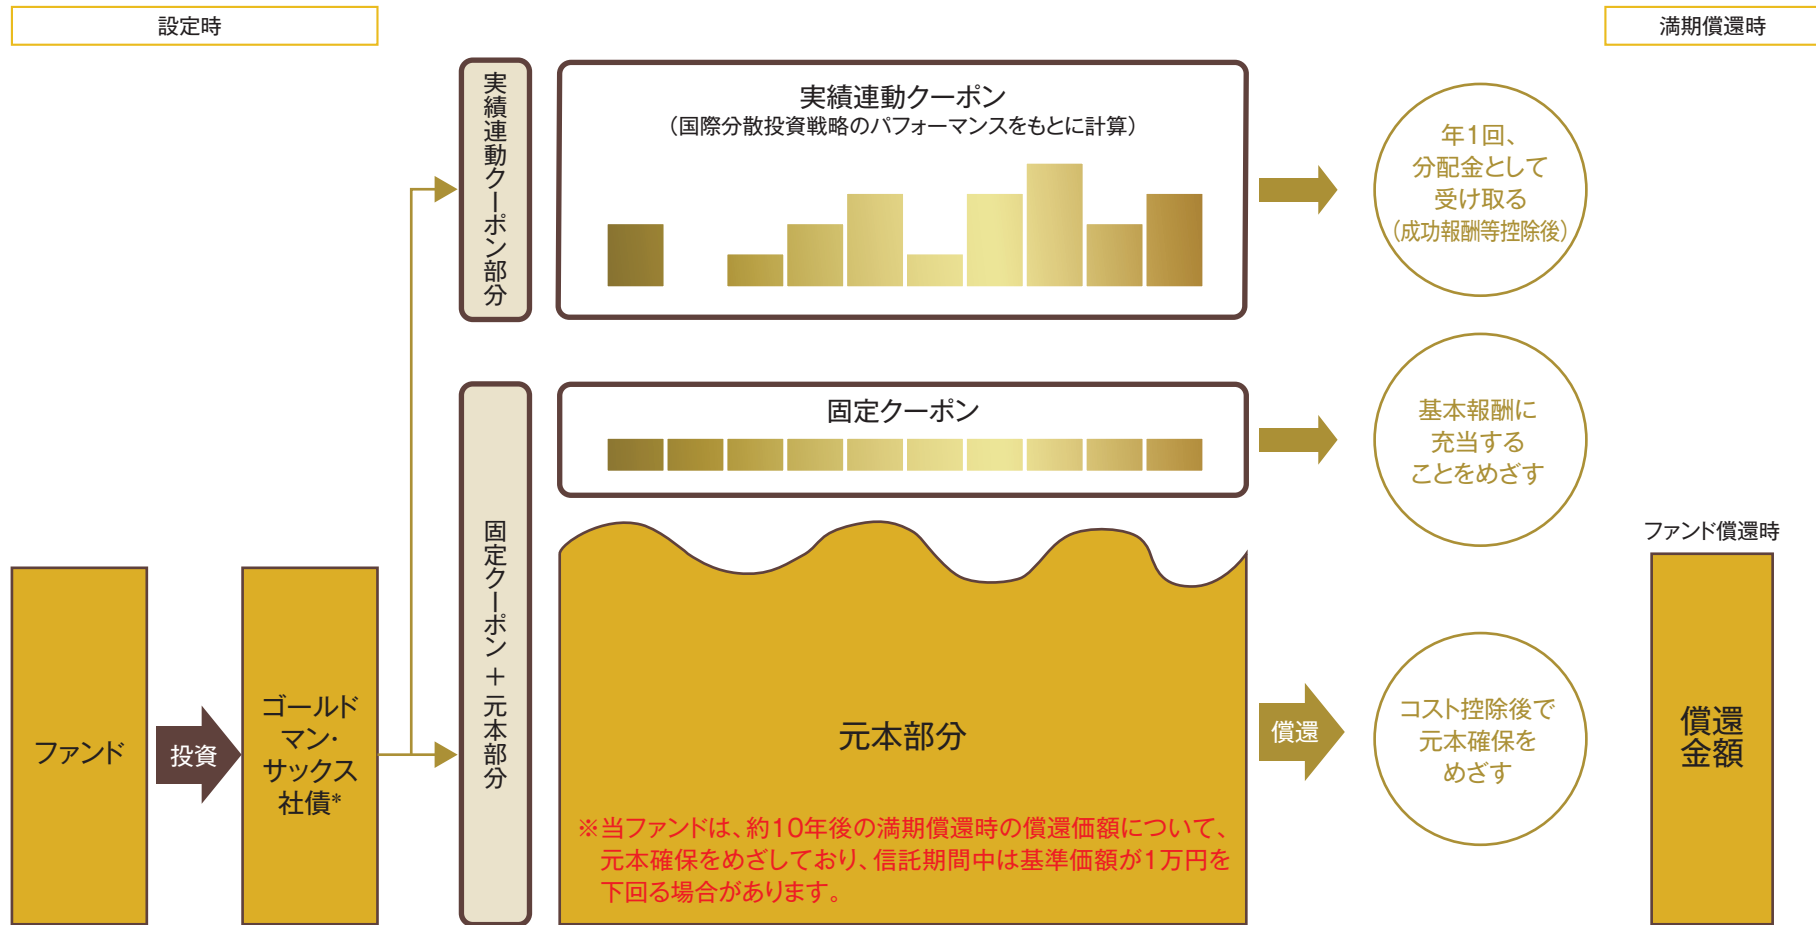 設定時
満期償還時
実績連動クーポン部分
実績連動クーポン
（国際分散投資戦略のパフォーマンスをもとに計算）
年1回、
分配金として
受け取る
（成功報酬等控除後）
固定クーポン＋元本部分
固定クーポン
基本報酬に
充当する
ことをめざす
ファンド
投資
ゴールド
マン・
サックス
社債*
元本部分
※当ファンドは、約10年後の満期償還時の償還価額について、
元本確保をめざしており、信託期間中は基準価額が1万円を
下回る場合があります。
償還
コスト控除後で
元本確保を
めざす
ファンド償還時
償還
金額